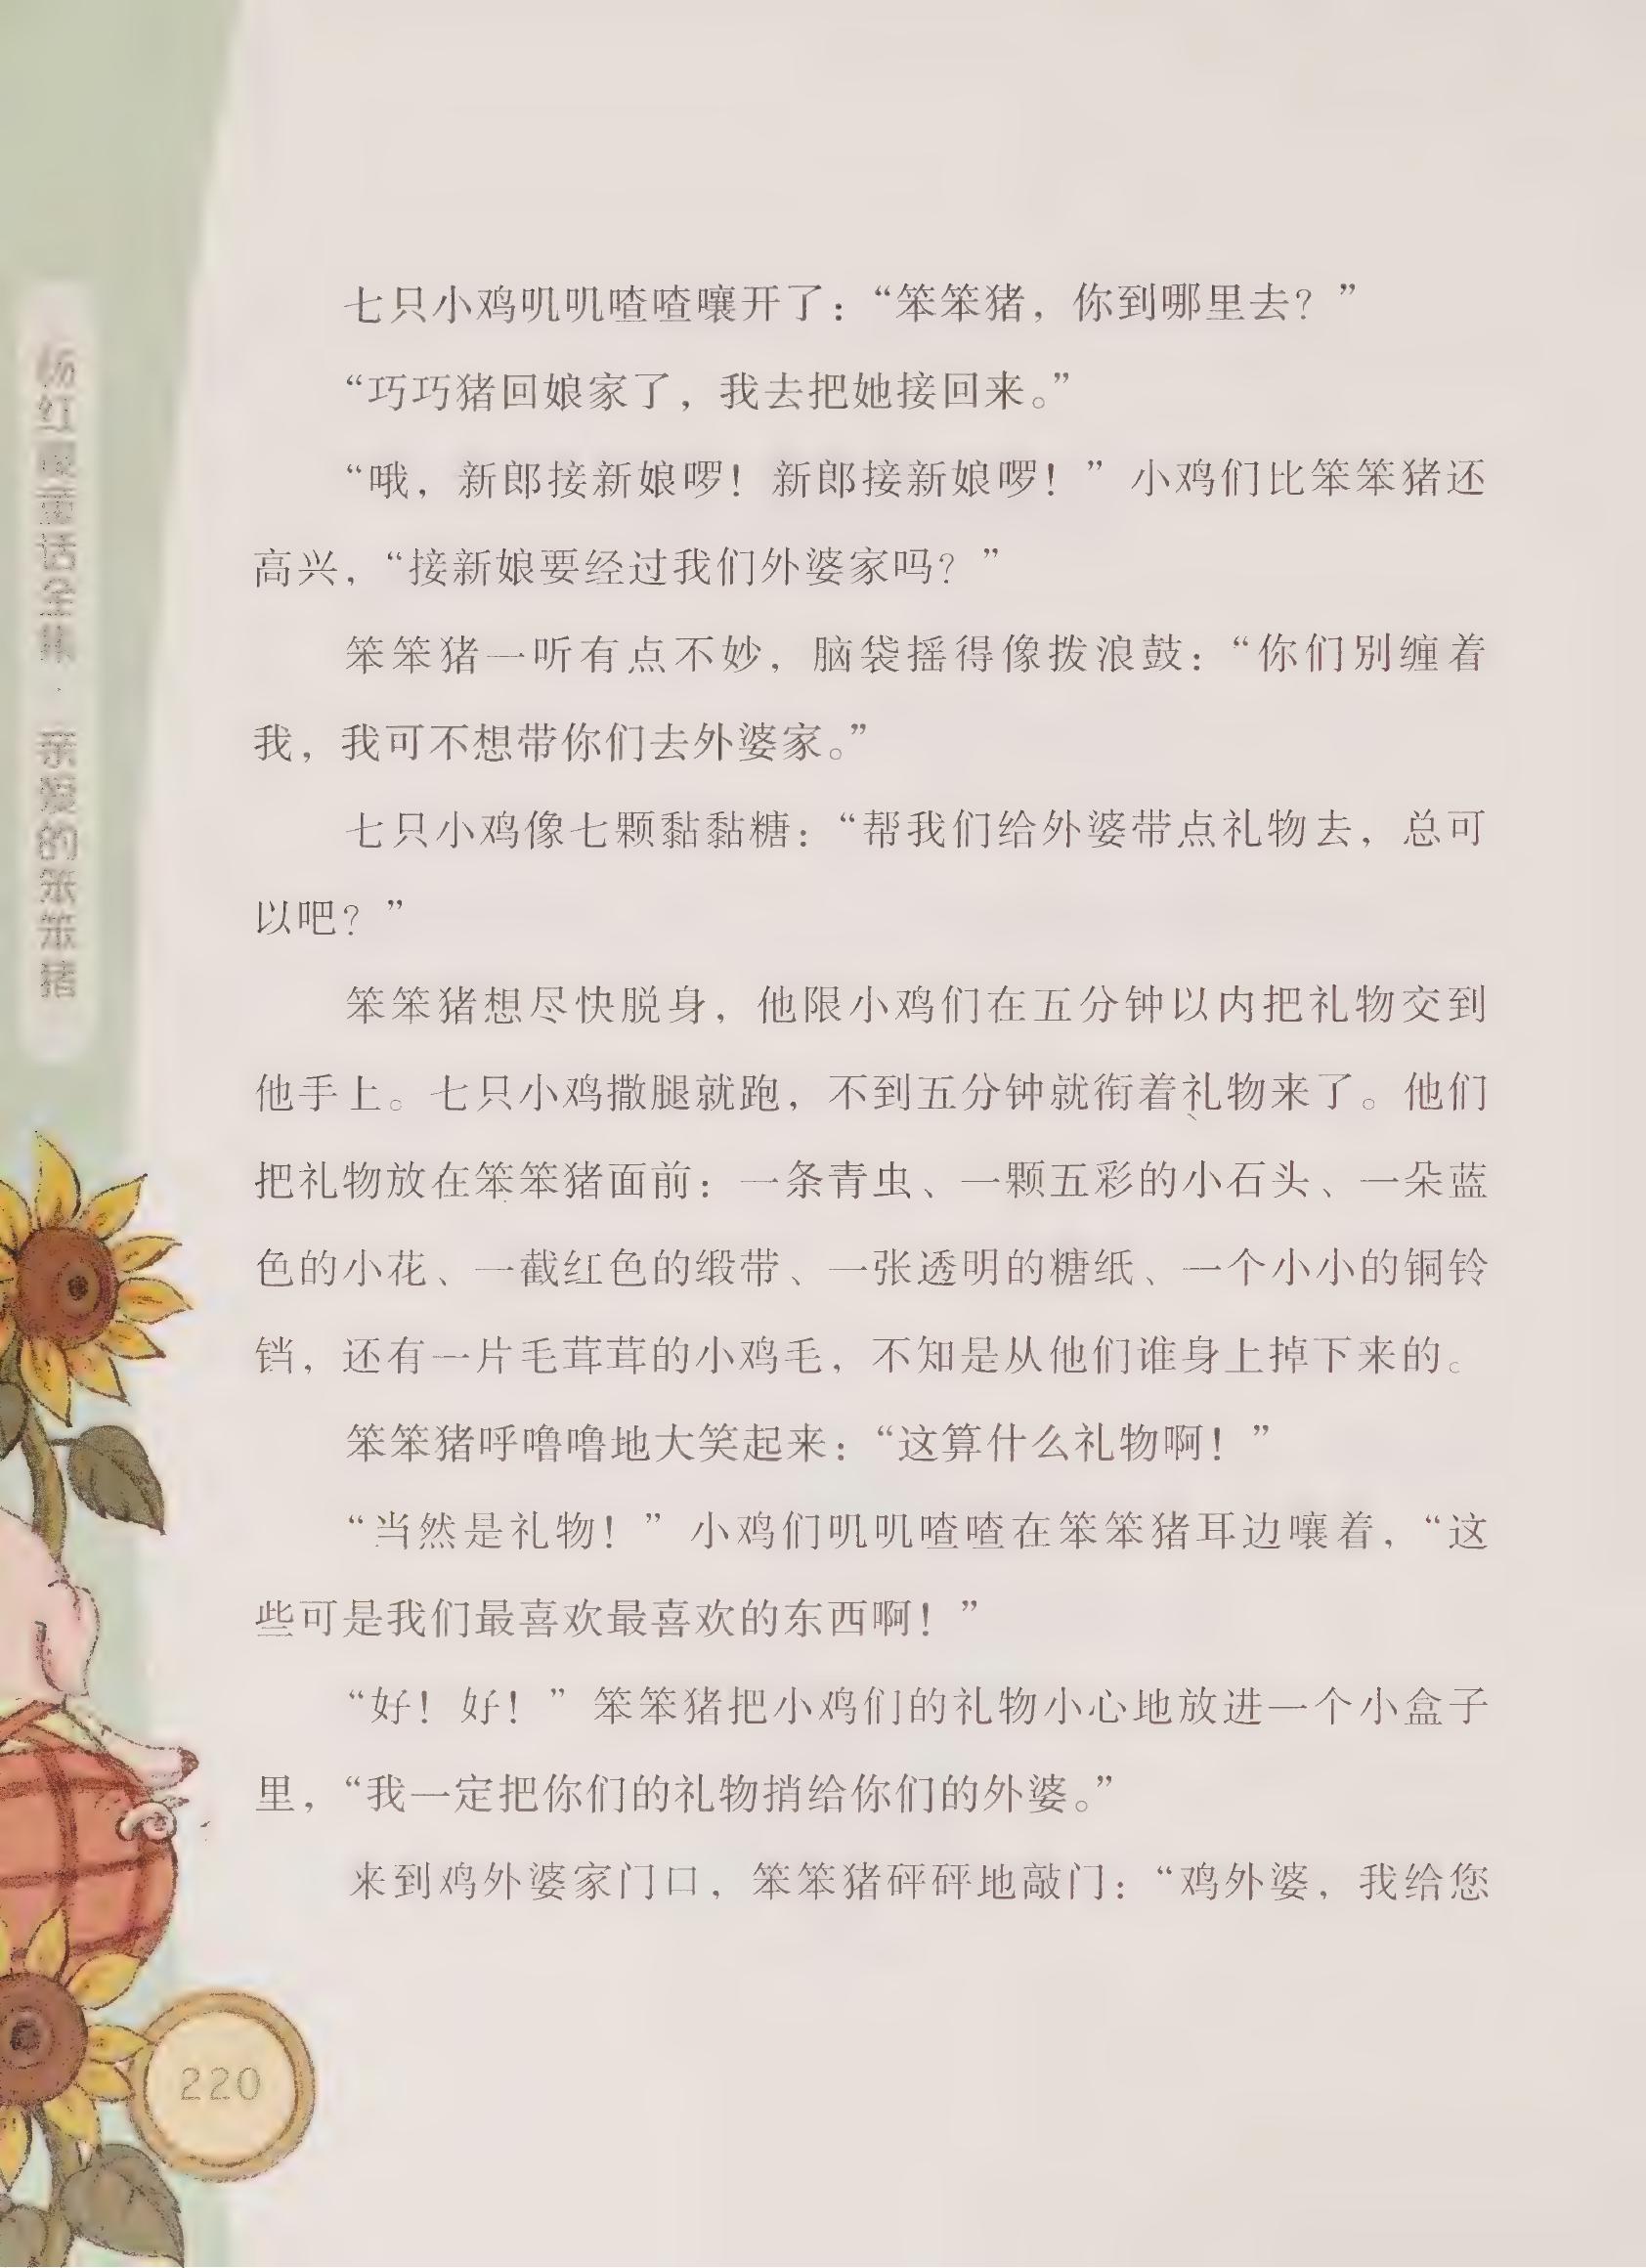 杨红樱童话全集·亲爱的笨笨猪
七只小鸡叽叽喳喳嚷开了：“笨笨猪，你到哪里去？”
“巧巧猪回娘家了，我去把她接回来。”
“哦，新郎接新娘啰！新郎接新娘啰！”小鸡们比笨笨猪还
高兴，“接新娘要经过我们外婆家吗？”
笨笨猪一听有点不妙，脑袋摇得像拨浪鼓：“你们别缠着
我，我可不想带你们去外婆家。”
七只小鸡像七颗黏黏糖：“帮我们给外婆带点礼物去，总可
以吧？”
笨笨猪想尽快脱身，他限小鸡们在五分钟以内把礼物交到
他手上。七只小鸡撒腿就跑，不到五分钟就衔着礼物来了。他们
把礼物放在笨笨猪面前：一条青虫、一颗五彩的小石头、一朵蓝
色的小花、一截红色的缎带、一张透明的糖纸、一个小小的铜铃
铛，还有一片毛茸茸的小鸡毛，不知是从他们谁身上掉下来的。
笨笨猪呼噜噜地大笑起来：“这算什么礼物啊！”
“当然是礼物！”小鸡们叽叽喳喳在笨笨猪耳边嚷着，“这
些可是我们最喜欢最喜欢的东西啊！”
“好！好！”笨笨猪把小鸡们的礼物小心地放进一个小盒子
里，“我一定把你们的礼物捎给你们的外婆。”
来到鸡外婆家门口，笨笨猪砰砰地敲门：“鸡外婆，我给您
220